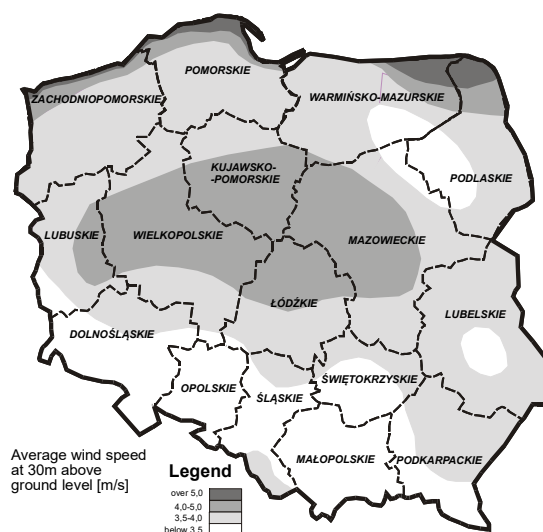 POMORSKIE
ZACHODNIOPOMORSKIE
WARMIŃSKO-MAZURSKIE
KUJAWSKO-
-POMORSKIE
PODLASKIE
LUBUSKIE
WIELKOPOLSKIE
MAZOWIECKIE
ŁÓDŹKIE
LUBELSKIE
DOLNOŚLĄSKIE
OPOLSKIE
ŚLĄSKIE
ŚWIĘTOKRZYSKIE
MAŁOPOLSKIE
PODKARPACKIE
Average wind speed
at 30m above
ground level [m/s]
Legend
over 5,0
4,0-5,0
3,5-4,0
below 3,5